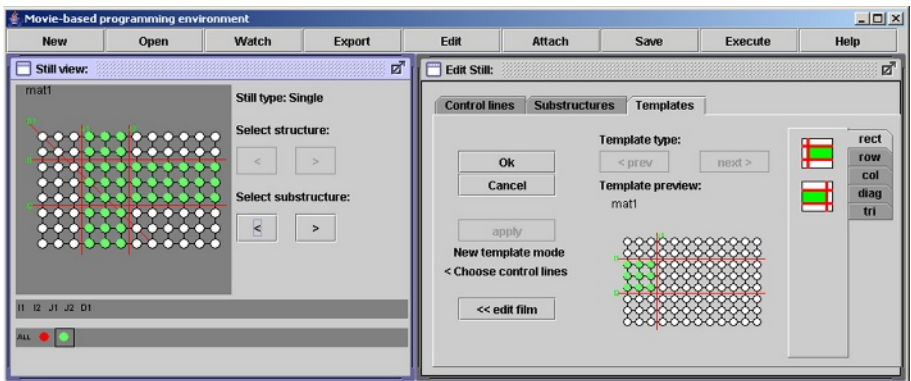 Movie-based programming environment
New Open Watch Export Edit Attach Save Execute Help
Still view:
mat1
Still type: Single
Select structure:
< >
Select substructure:
< >
I1 I2 J1 J2 D1
ALL
Edit Still:
Control lines Substructures Templates
Ok
Cancel
apply
New template mode
< Choose control lines
<< edit film
Template type:
< prev next >
Template preview:
mat1
rect
row
col
diag
tri